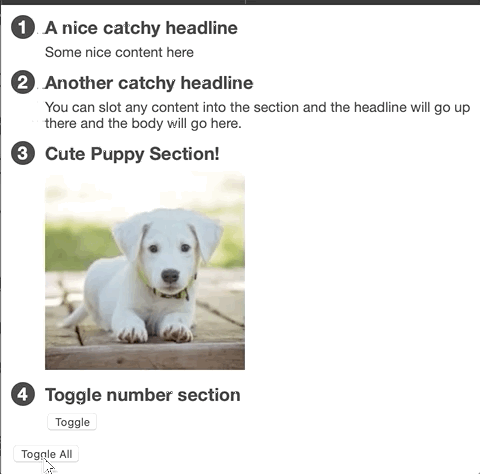 1 A nice catchy headline
Some nice content here
2 Another catchy headline
You can slot any content into the section and the headline will go up
there and the body will go here.
3 Cute Puppy Section!
4 Toggle number section
Toggle
Toggle All